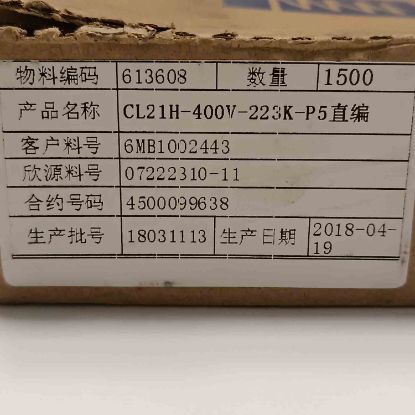 物料编码 613608 数量 1500
产品名称 CL21H-400V-223K-P5直编
客户料号 6MB1002443
欣源料号 07222310-11
合约号码 4500099638
生产批号 18031113 生产日期 2018-04-
19